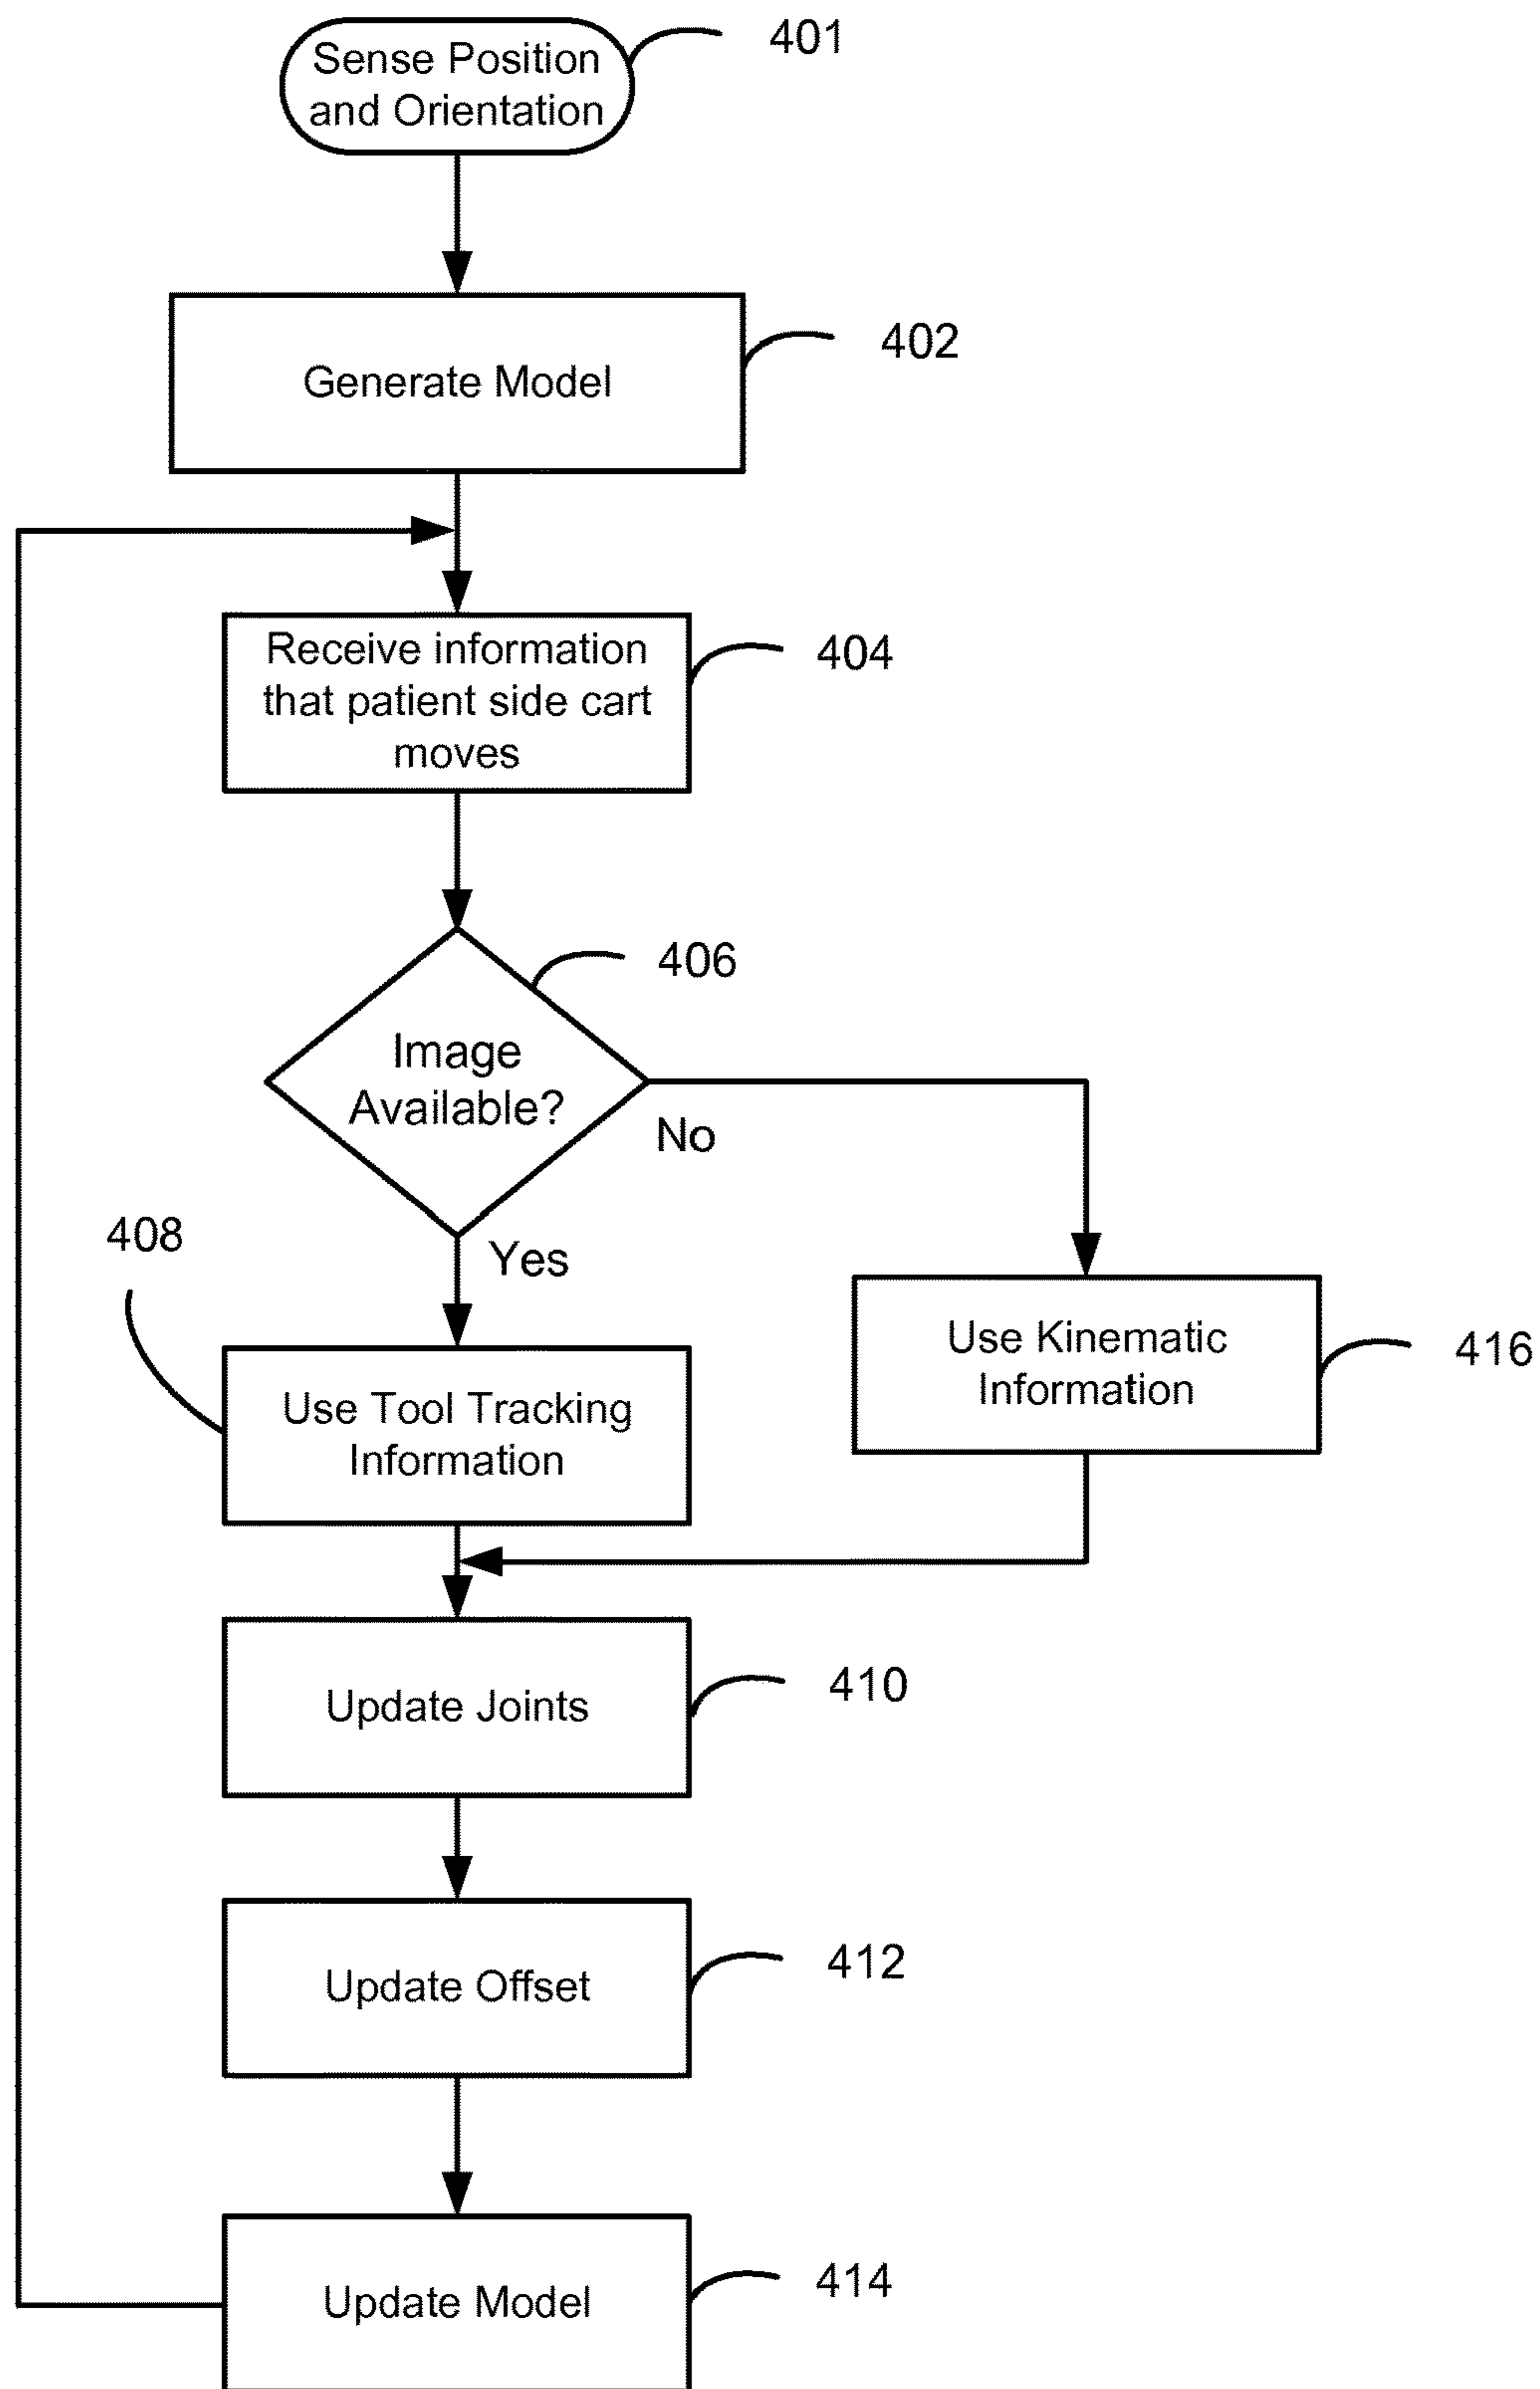 Sense Position
and Orientation
401
Generate Model
402
Receive information
that patient side cart
moves
404
406
Image
Available?
No
Yes
408
Use Tool Tracking
Information
Use Kinematic
Information
416
Update Joints
410
Update Offset
412
Update Model
414